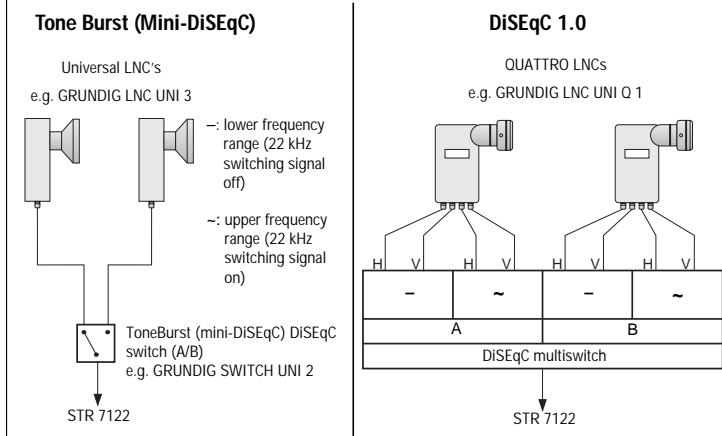 Tone Burst (Mini-DiSEqC)
Universal LNC's
e.g. GRUNDIG LNC UNI 3
–: lower frequency
range (22 kHz
switching signal
off)
~: upper frequency
range (22 kHz
switching signal
on)
ToneBurst (mini-DiSEqC) DiSEqC
switch (A/B)
e.g. GRUNDIG SWITCH UNI 2
STR 7122
DiSEqC 1.0
QUATTRO LNCs
e.g. GRUNDIG LNC UNI Q 1
H V H V H V H V
– ~ – ~
A B
DiSEqC multiswitch
STR 7122